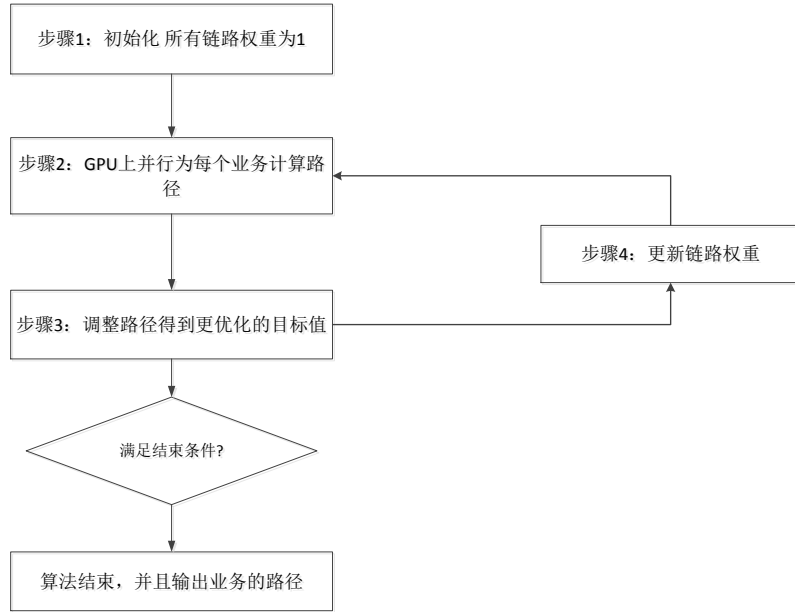 步骤1：初始化 所有链路权重为1
步骤2：GPU上并行为每个业务计算路
径
步骤4：更新链路权重
步骤3：调整路径得到更优化的目标值
满足结束条件?
算法结束，并且输出业务的路径